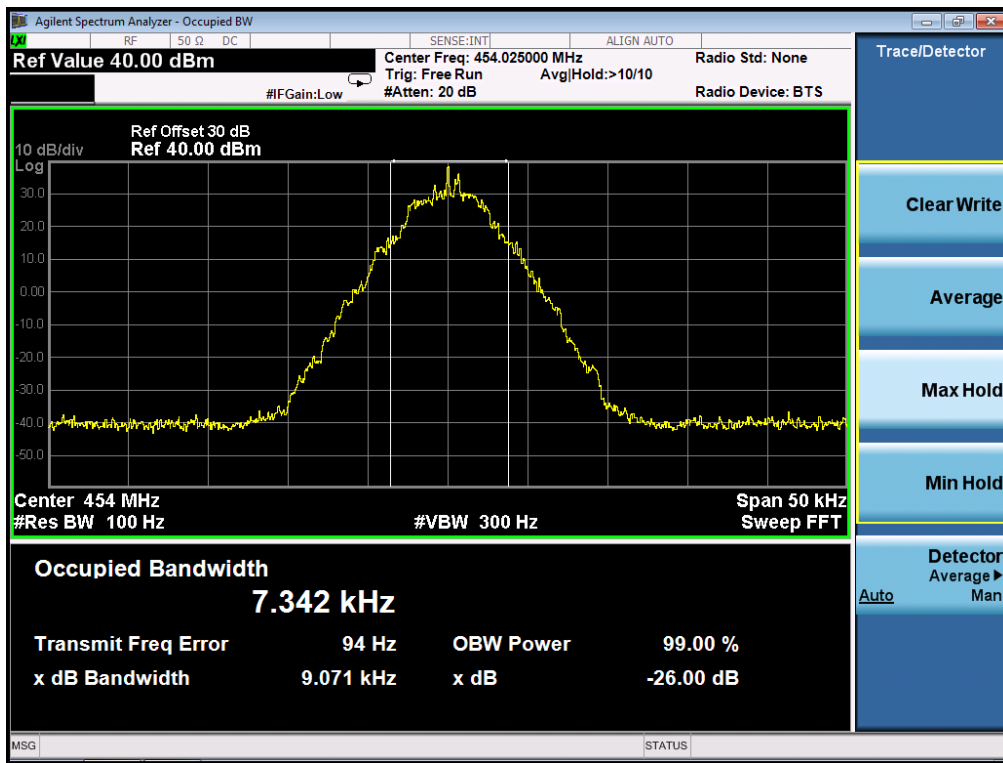 Agilent Spectrum Analyzer - Occupied BW
LXI RF 50 Ω DC SENSE:INT ALIGN AUTO
Ref Value 40.00 dBm
Center Freq: 454.025000 MHz Radio Std: None
Trig: Free Run Avg|Hold:>10/10
#IFGain:Low #Atten: 20 dB Radio Device: BTS
Ref Offset 30 dB
10 dB/div Ref 40.00 dBm
Log
30.0
20.0
10.0
0.00
-10.0
-20.0
-30.0
-40.0
-50.0
Center 454 MHz Span 50 kHz
#Res BW 100 Hz #VBW 300 Hz Sweep FFT
Occupied Bandwidth
7.342 kHz
Transmit Freq Error 94 Hz OBW Power 99.00 %
x dB Bandwidth 9.071 kHz x dB -26.00 dB
MSG STATUS
Trace/Detector
Clear Write
Average
Max Hold
Min Hold
Detector
Average▶
Auto Man